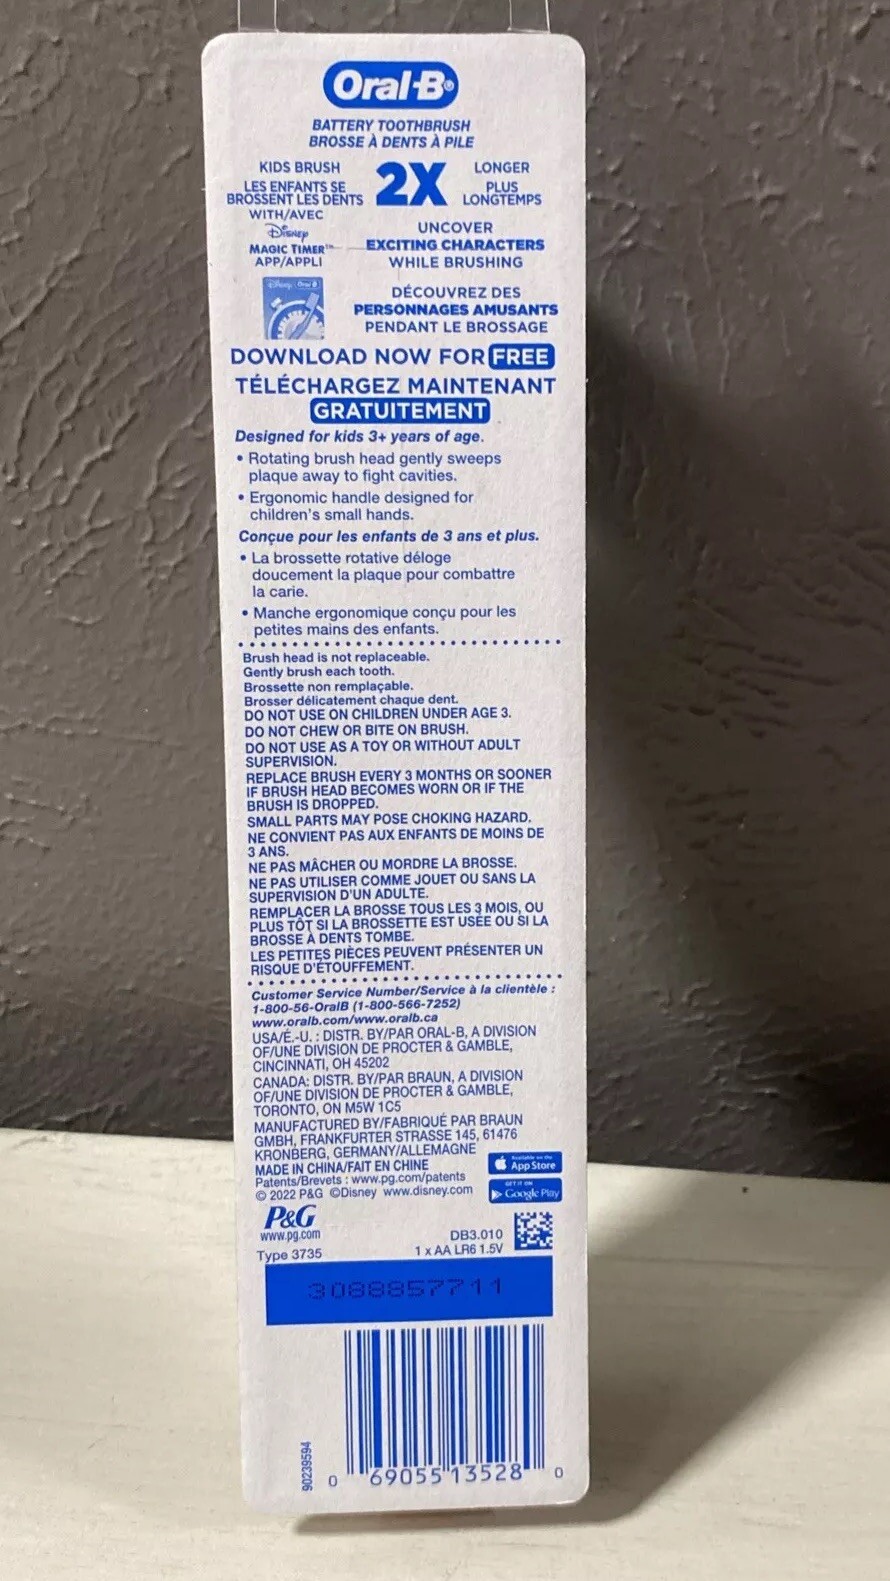 Oral-B®
BATTERY TOOTHBRUSH
BROSSE À DENTS À PILE
KIDS BRUSH
LES ENFANTS SE
BROSSENT LES DENTS
2X
LONGER
PLUS
LONGTEMPS
WITH/AVEC
Disney
MAGIC TIMER™
APP/APPLI
UNCOVER
EXCITING CHARACTERS
WHILE BRUSHING
Disney Oral B
DÉCOUVREZ DES
PERSONNAGES AMUSANTS
PENDANT LE BROSSAGE
DOWNLOAD NOW FOR FREE
TÉLÉCHARGEZ MAINTENANT
GRATUITEMENT
Designed for kids 3+ years of age.
• Rotating brush head gently sweeps
plaque away to fight cavities.
• Ergonomic handle designed for
children's small hands.
Conçue pour les enfants de 3 ans et plus.
• La brossette rotative déloge
doucement la plaque pour combattre
la carie.
• Manche ergonomique conçu pour les
petites mains des enfants.
Brush head is not replaceable.
Gently brush each tooth.
Brossette non remplaçable.
Brosser délicatement chaque dent.
DO NOT USE ON CHILDREN UNDER AGE 3.
DO NOT CHEW OR BITE ON BRUSH.
DO NOT USE AS A TOY OR WITHOUT ADULT
SUPERVISION.
REPLACE BRUSH EVERY 3 MONTHS OR SOONER
IF BRUSH HEAD BECOMES WORN OR IF THE
BRUSH IS DROPPED.
SMALL PARTS MAY POSE CHOKING HAZARD.
NE CONVIENT PAS AUX ENFANTS DE MOINS DE
3 ANS.
NE PAS MÂCHER OU MORDRE LA BROSSE.
NE PAS UTILISER COMME JOUET OU SANS LA
SUPERVISION D'UN ADULTE.
REMPLACER LA BROSSE TOUS LES 3 MOIS, OU
PLUS TÔT SI LA BROSSETTE EST USÉE OU SI LA
BROSSE À DENTS TOMBE.
LES PETITES PIÈCES PEUVENT PRÉSENTER UN
RISQUE D'ÉTOUFFEMENT.
Customer Service Number/Service à la clientèle :
1-800-56-OralB (1-800-566-7252)
www.oralb.com/www.oralb.ca
USA/É.-U. : DISTR. BY/PAR ORAL-B, A DIVISION
OF/UNE DIVISION DE PROCTER & GAMBLE,
CINCINNATI, OH 45202
CANADA: DISTR. BY/PAR BRAUN, A DIVISION
OF/UNE DIVISION DE PROCTER & GAMBLE,
TORONTO, ON M5W 1C5
MANUFACTURED BY/FABRIQUÉ PAR BRAUN
GMBH, FRANKFURTER STRASSE 145, 61476
KRONBERG, GERMANY/ALLEMAGNE
MADE IN CHINA/FAIT EN CHINE
Patents/Brevets : www.pg.com/patents
© 2022 P&G ©Disney www.disney.com
Available on the
App Store
GET IT ON
Google Play
P&G
www.pg.com
Type 3735
DB3.010
1 x AA LR6 1.5V
3088857711
90239594
0 69055 13528 0